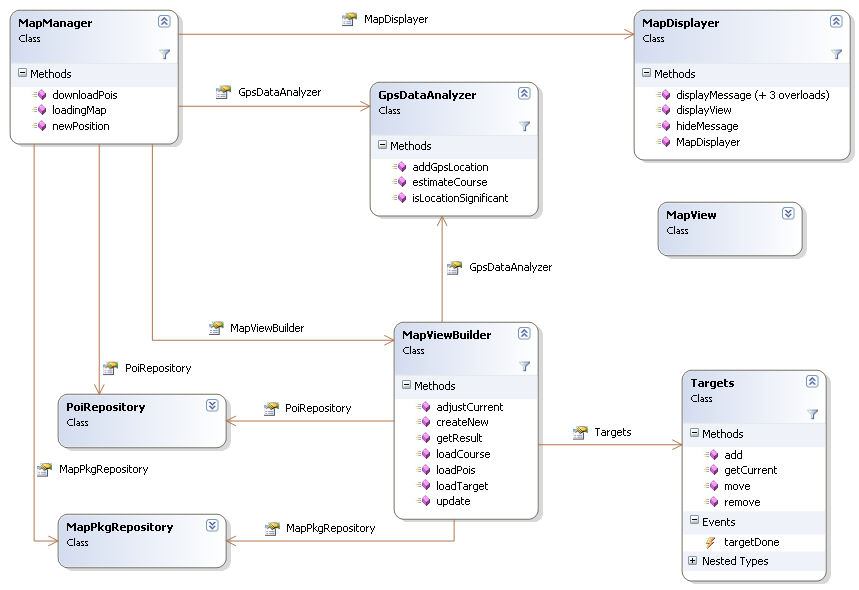 MapManager
Class
Methods
downloadPois
loadingMap
newPosition
MapDisplayer
MapDisplayer
Class
Methods
displayMessage (+ 3 overloads)
displayView
hideMessage
MapDisplayer
GpsDataAnalyzer
GpsDataAnalyzer
Class
Methods
addGpsLocation
estimateCourse
isLocationSignificant
MapView
Class
GpsDataAnalyzer
MapViewBuilder
MapViewBuilder
Class
Methods
adjustCurrent
createNew
getResult
loadCourse
loadPois
loadTarget
update
PoiRepository
PoiRepository
Class
PoiRepository
Targets
Targets
Class
Methods
add
getCurrent
move
remove
Events
targetDone
Nested Types
MapPkgRepository
MapPkgRepository
Class
MapPkgRepository